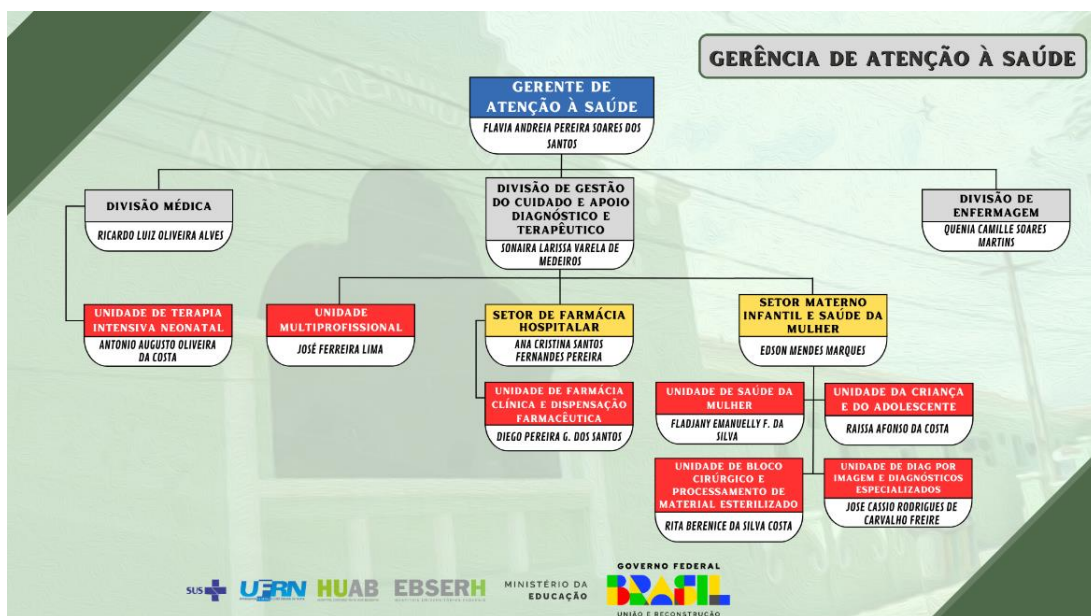 GERÊNCIA DE ATENÇÃO À SAÚDE
GERENTE DE
ATENÇÃO À SAÚDE
FLAVIA ANDREIA PEREIRA SOARES DOS
SANTOS
DIVISÃO MÉDICA
RICARDO LUIZ OLIVEIRA ALVES
DIVISÃO DE GESTÃO
DO CUIDADO E APOIO
DIAGNÓSTICO E
TERAPÊUTICO
SONAIRA LARISSA VARELA DE
MEDEIROS
DIVISÃO DE
ENFERMAGEM
QUENIA CAMILLE SOARES
MARTINS
UNIDADE DE TERAPIA
INTENSIVA NEONATAL
ANTONIO AUGUSTO OLIVEIRA
DA COSTA
UNIDADE
MULTIPROFISSIONAL
JOSÉ FERREIRA LIMA
SETOR DE FARMÁCIA
HOSPITALAR
ANA CRISTINA SANTOS
FERNANDES PEREIRA
SETOR MATERNO
INFANTIL E SAÚDE DA
MULHER
EDSON MENDES MARQUES
UNIDADE DE FARMÁCIA
CLÍNICA E DISPENSAÇÃO
FARMACÊUTICA
DIEGO PEREIRA G. DOS SANTOS
UNIDADE DE SAÚDE DA
MULHER
FLADJANY EMANUELLY F. DA
SILVA
UNIDADE DA CRIANÇA
E DO ADOLESCENTE
RAISSA AFONSO DA COSTA
UNIDADE DE BLOCO
CIRÚRGICO E
PROCESSAMENTO DE
MATERIAL ESTERILIZADO
RITA BERENICE DA SILVA COSTA
UNIDADE DE DIAG POR
IMAGEM E DIAGNÓSTICOS
ESPECIALIZADOS
JOSE CASSIO RODRIGUES DE
CARVALHO FREIRE
SUS
UFRN
HUAB
EBSERH
MINISTÉRIO DA
EDUCAÇÃO
GOVERNO FEDERAL
BRASIL
UNIÃO E RECONSTRUÇÃO